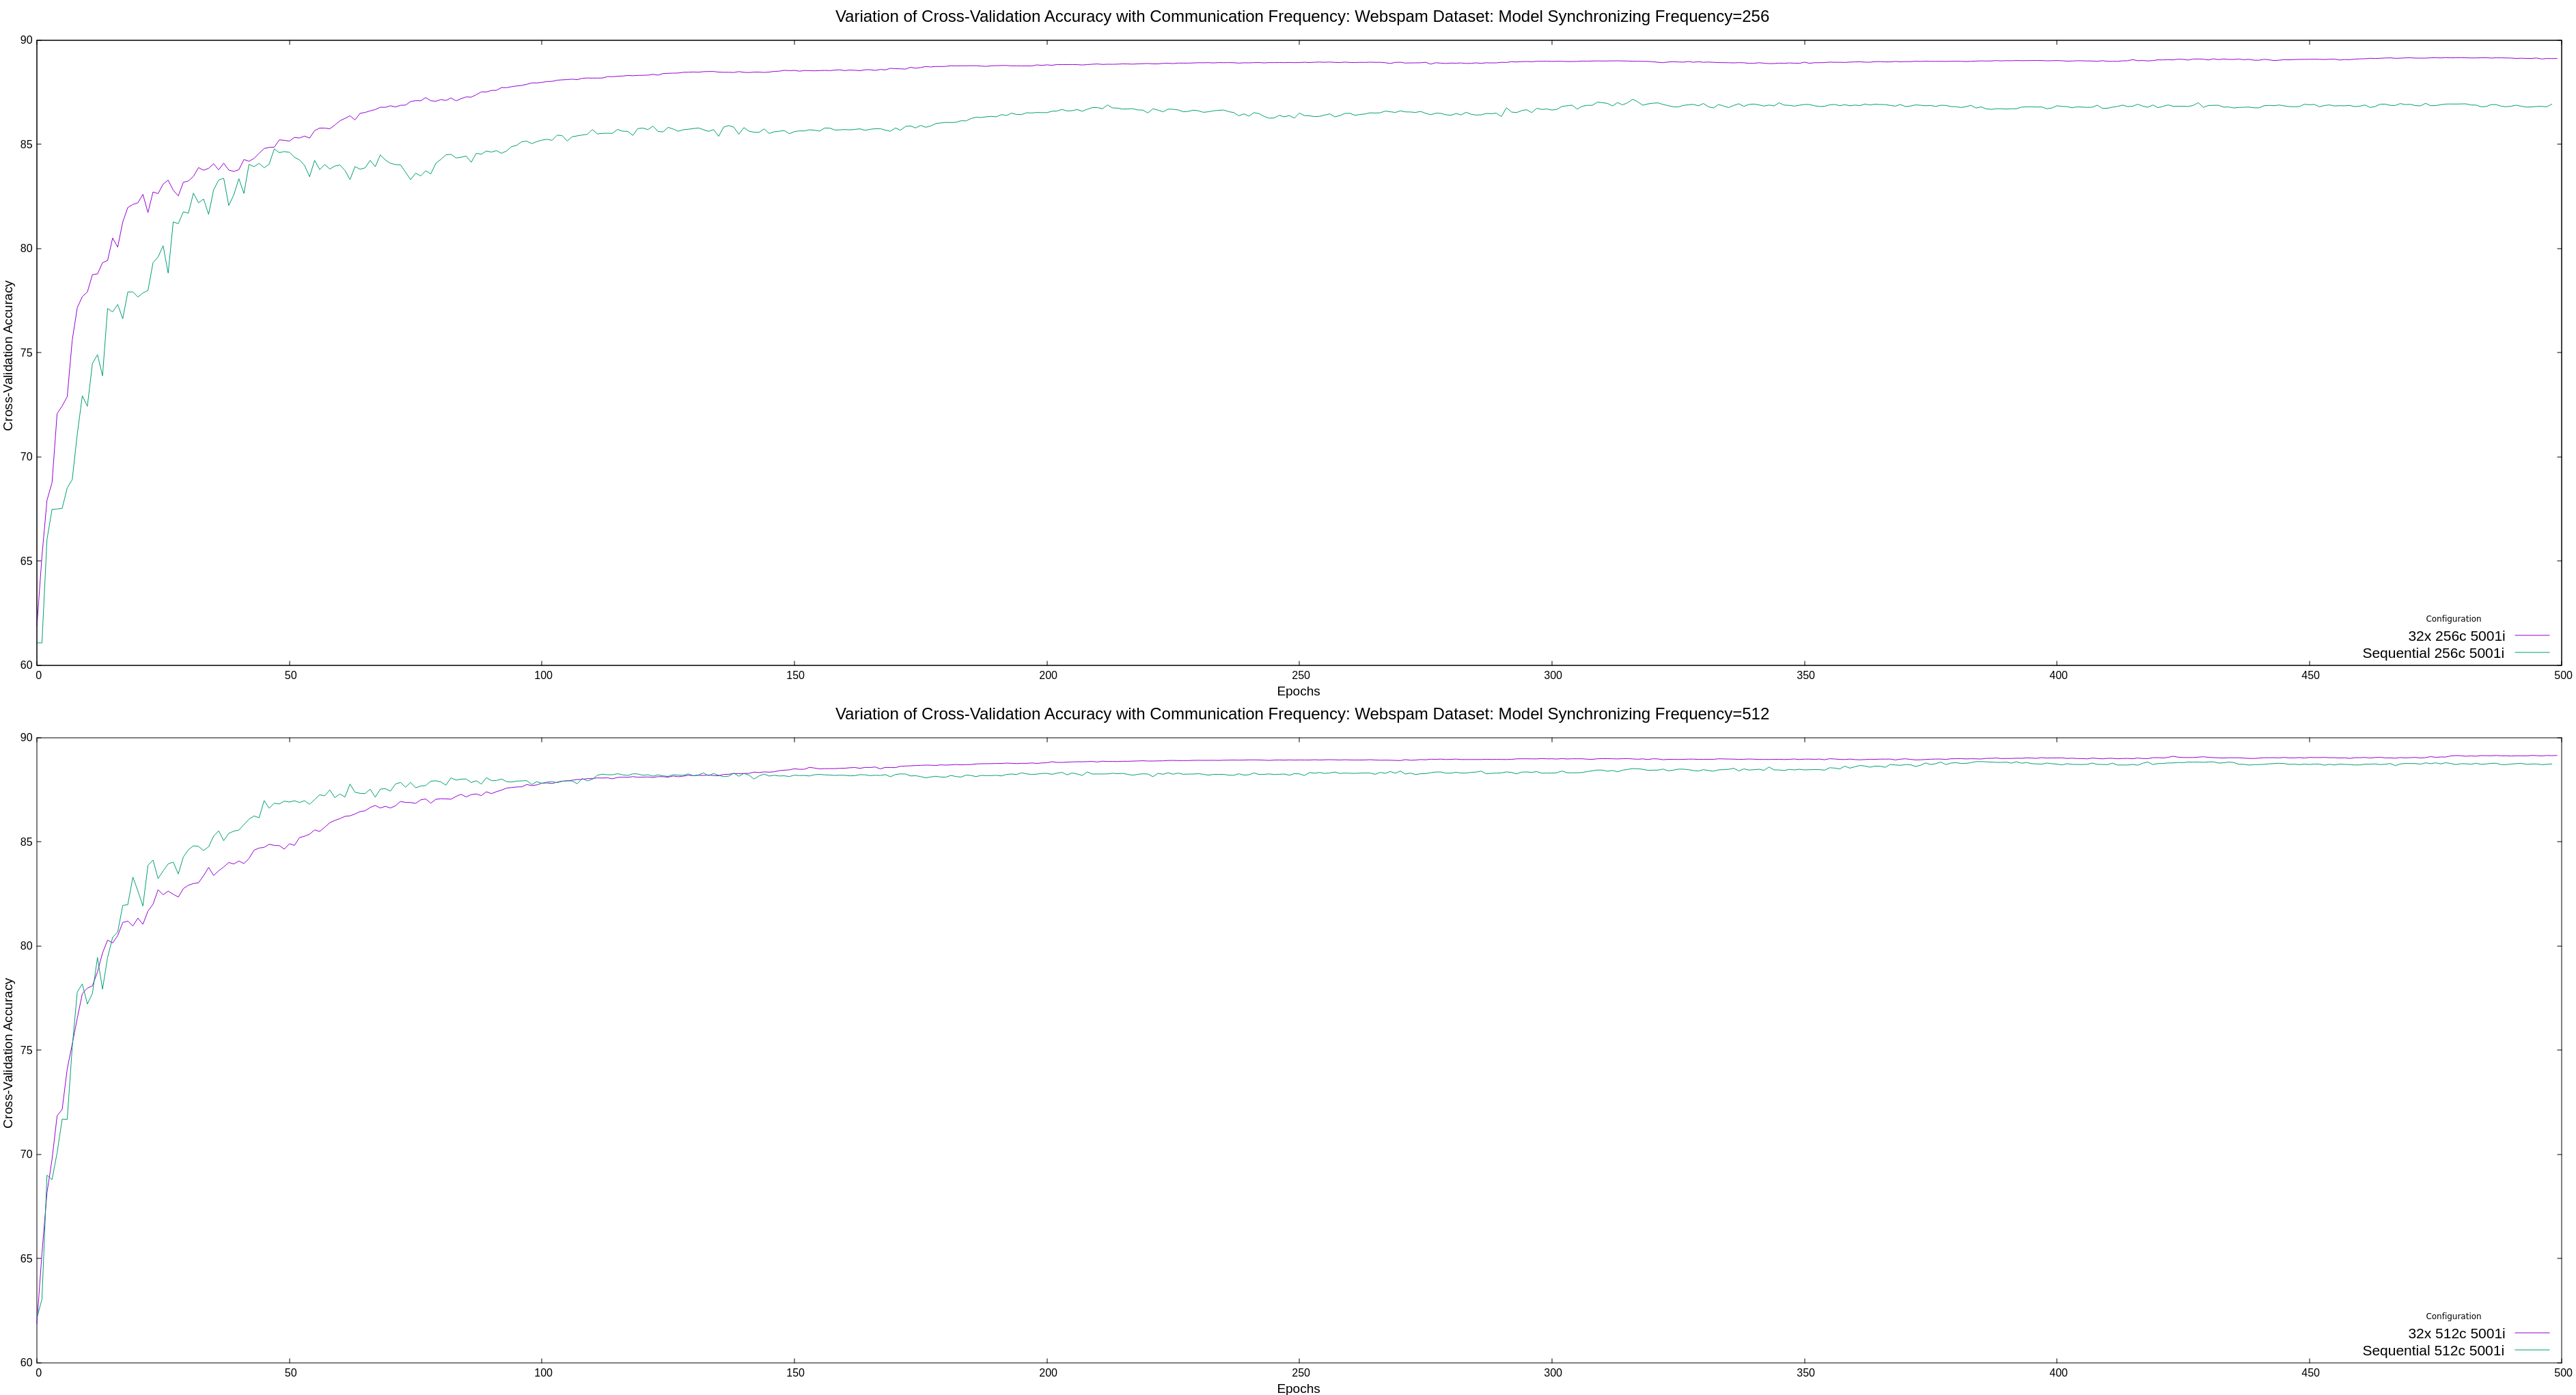 Variation of Cross-Validation Accuracy with Communication Frequency: Webspam Dataset: Model Synchronizing Frequency=256
90
85
80
75
70
65
60
Cross-Validation Accuracy
Configuration
32x 256c 5001i
Sequential 256c 5001i
0 50 100 150 200 250 300 350 400 450 500
Epochs
Variation of Cross-Validation Accuracy with Communication Frequency: Webspam Dataset: Model Synchronizing Frequency=512
90
85
80
75
70
65
60
Cross-Validation Accuracy
Configuration
32x 512c 5001i
Sequential 512c 5001i
0 50 100 150 200 250 300 350 400 450 500
Epochs